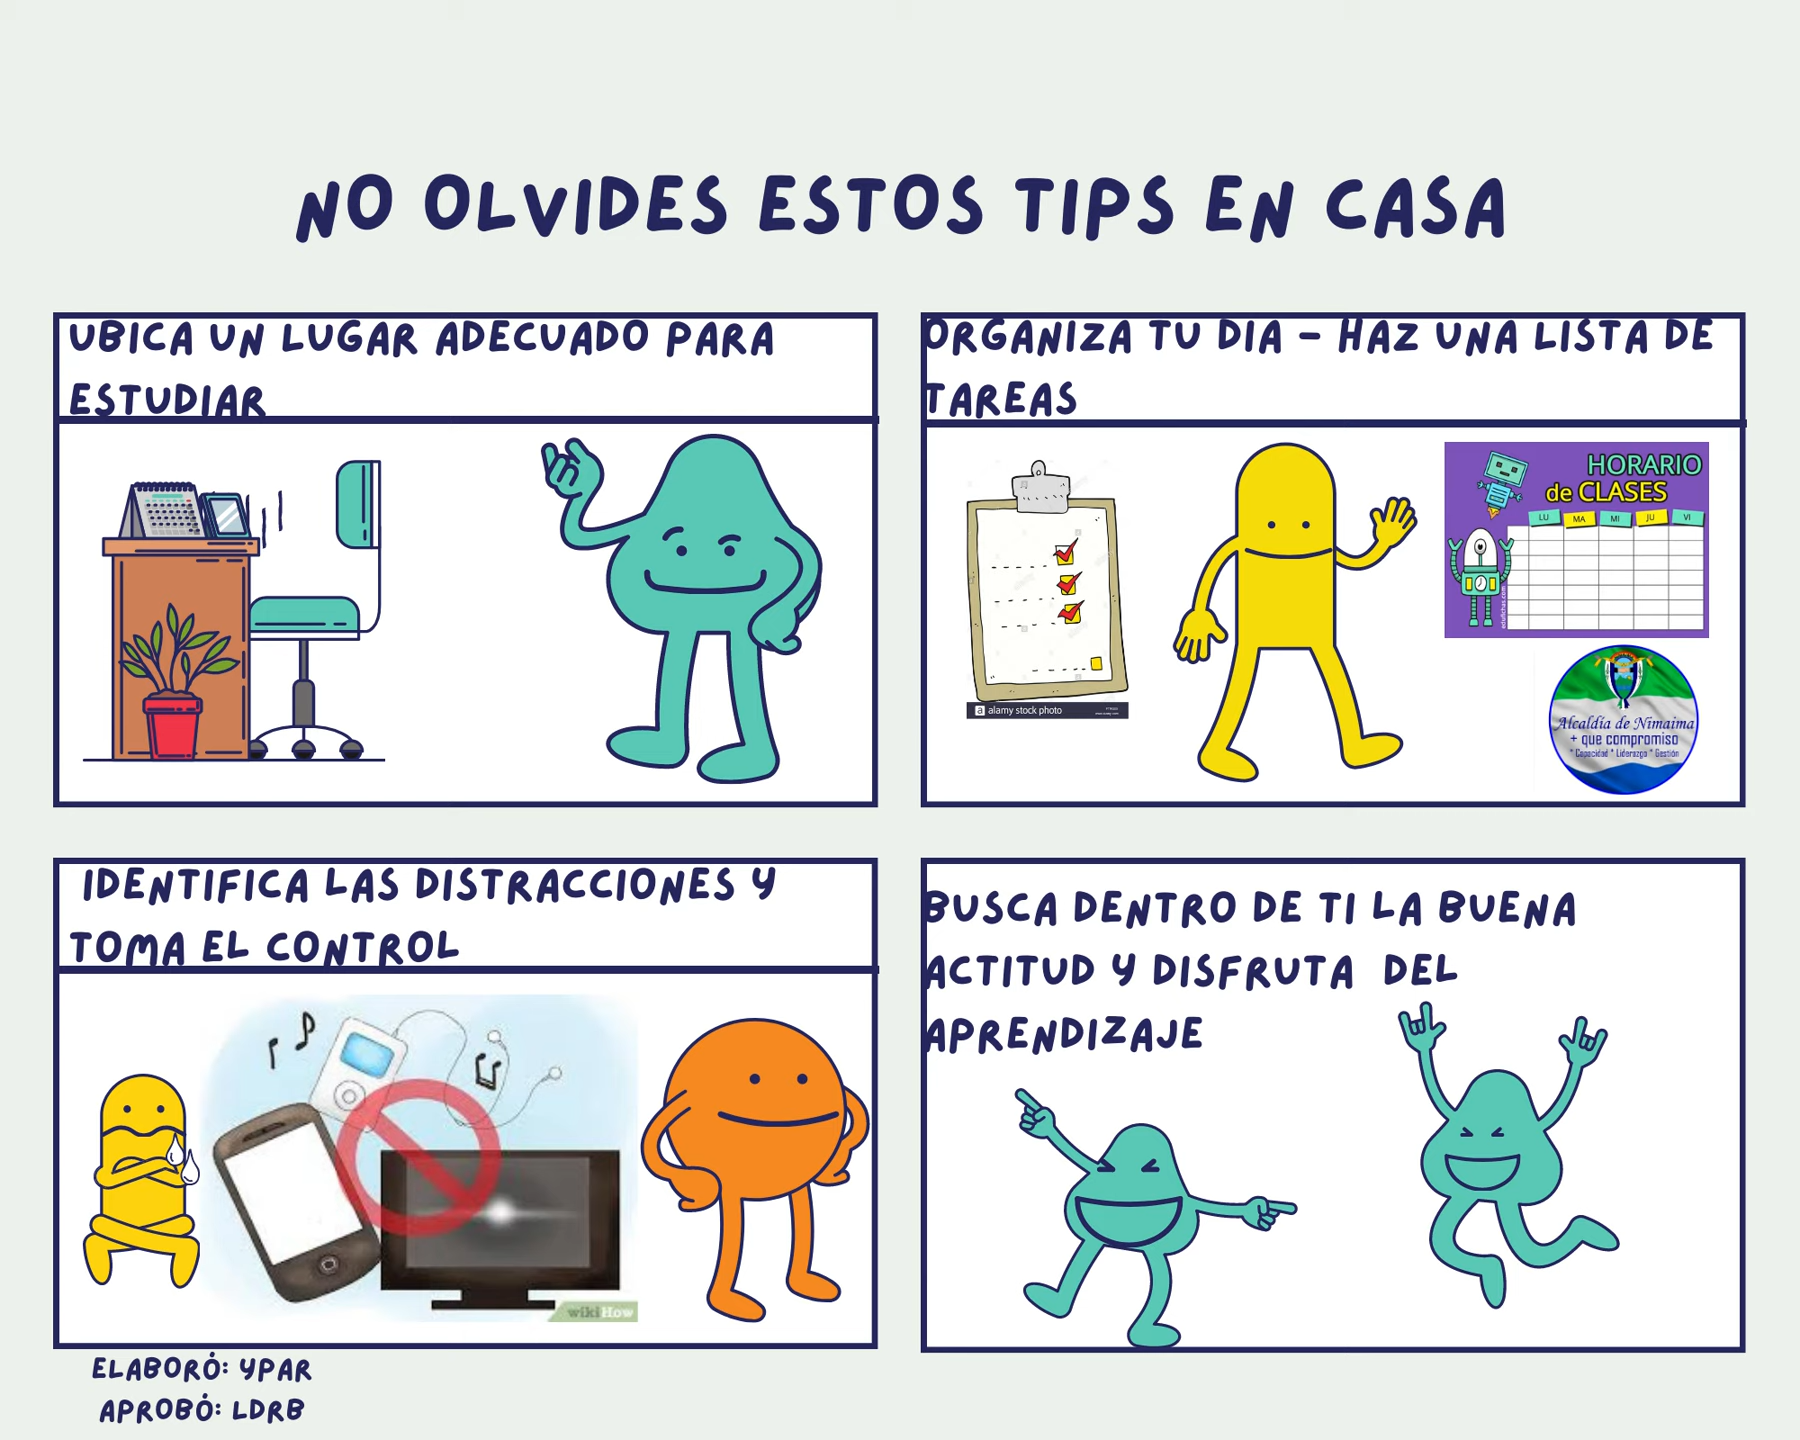 NO OLVIDES ESTOS TIPS EN CASA
UBICA UN LUGAR ADECUADO PARA
ESTUDIAR
ORGANIZA TU DIA - HAZ UNA LISTA DE
TAREAS
HORARIO
de CLASES
LU MA MI JU VI
a alamy stock photo
Alcaldía de Nimaima
+ que compromiso
* Capacidad * Liderazgo * Gestión
IDENTIFICA LAS DISTRACCIONES Y
TOMA EL CONTROL
wikiHow
BUSCA DENTRO DE TI LA BUENA
ACTITUD Y DISFRUTA DEL
APRENDIZAJE
ELABORÓ: YPAR
APROBÓ: LDRB